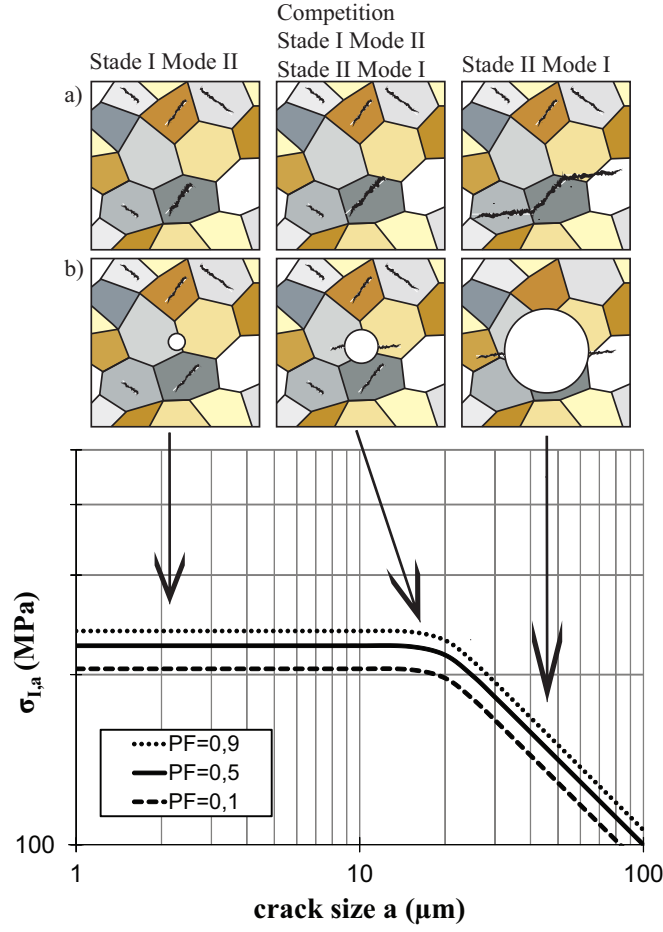 Competition
Stade I Mode II
Stade I Mode II
Stade II Mode I
Stade II Mode I
a)
b)
σI,a (MPa)
PF=0,9
PF=0,5
PF=0,1
100
1
10
100
crack size a (μm)